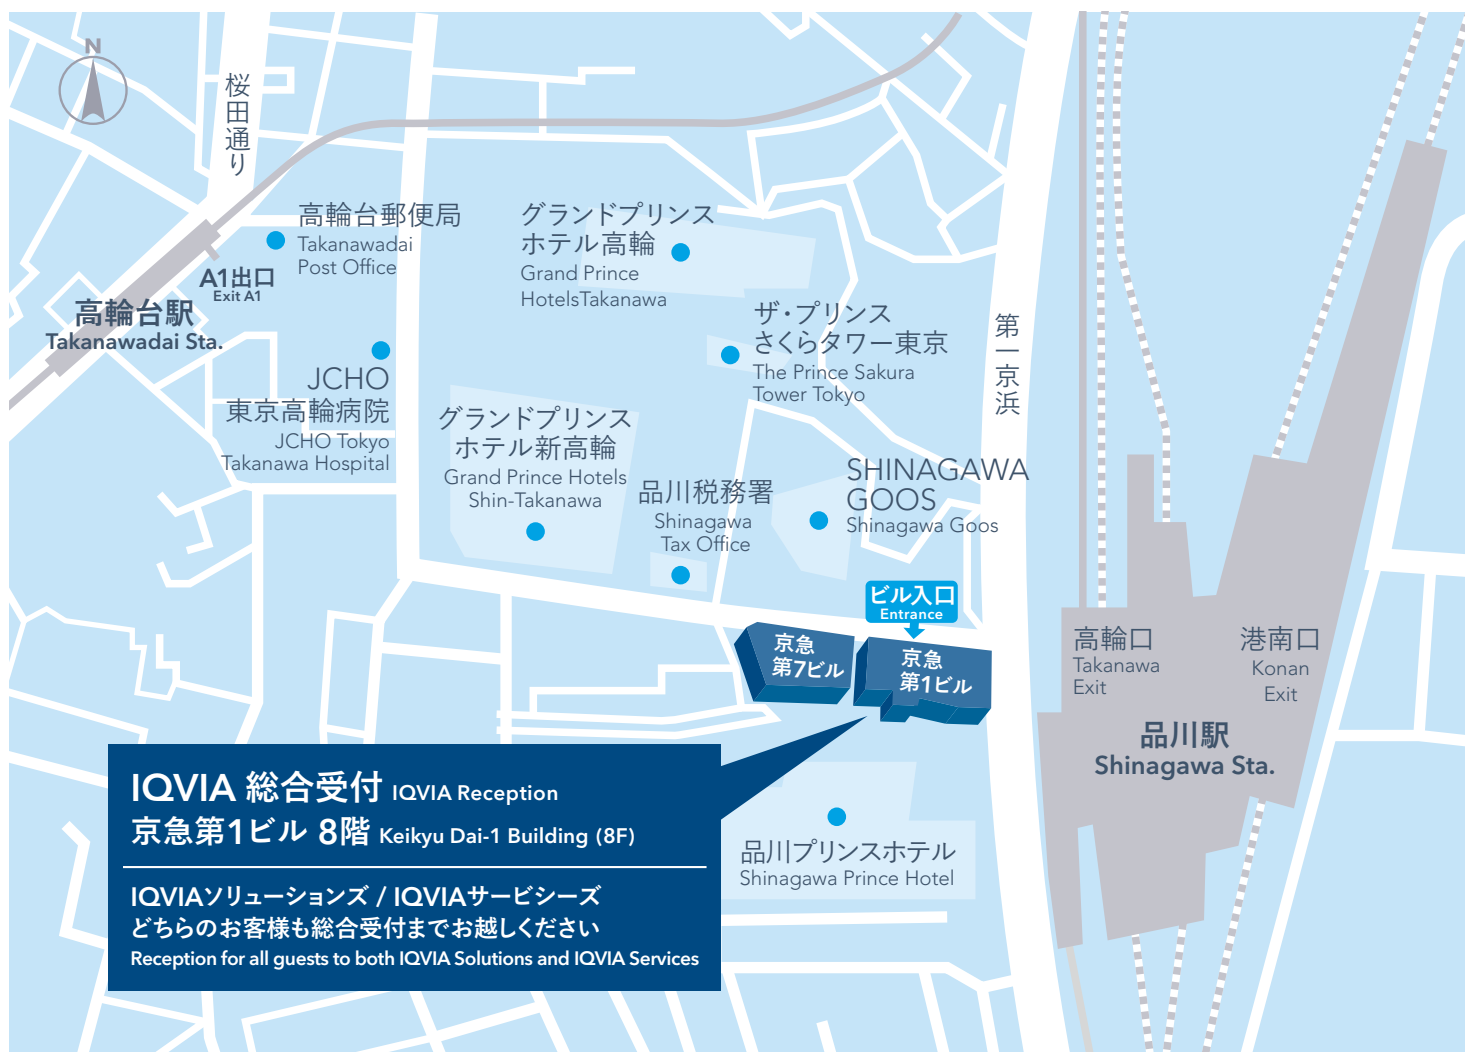 N
桜田通り
高輪台郵便局
Takanawadai
Post Office
A1出口
Exit A1
高輪台駅
Takanawadai Sta.
グランドプリンス
ホテル高輪
Grand Prince
HotelsTakanawa
ザ・プリンス
さくらタワー東京
The Prince Sakura
Tower Tokyo
第一京浜
JCHO
東京高輪病院
JCHO Tokyo
Takanawa Hospital
グランドプリンス
ホテル新高輪
Grand Prince Hotels
Shin-Takanawa
品川税務署
Shinagawa
Tax Office
SHINAGAWA
GOOS
Shinagawa Goos
ビル入口
Entrance
京急
第7ビル
京急
第1ビル
高輪口
Takanawa
Exit
港南口
Konan
Exit
品川駅
Shinagawa Sta.
IQVIA 総合受付 IQVIA Reception
京急第1ビル 8階 Keikyu Dai-1 Building (8F)
IQVIAソリューションズ / IQVIAサービシーズ
どちらのお客様も総合受付までお越しください
Reception for all guests to both IQVIA Solutions and IQVIA Services
品川プリンスホテル
Shinagawa Prince Hotel